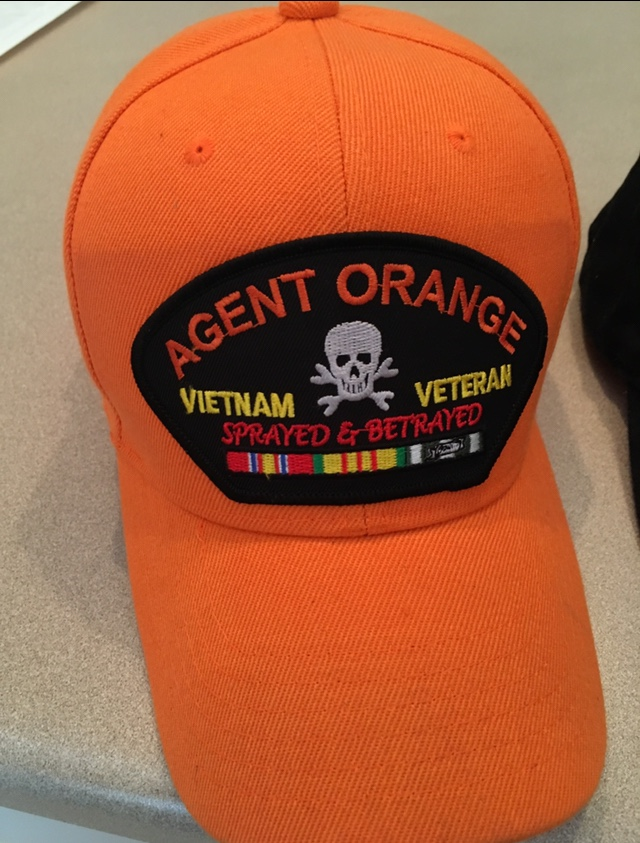 AGENT ORANGE
VIETNAM VETERAN
SPRAYED & BETRAYED